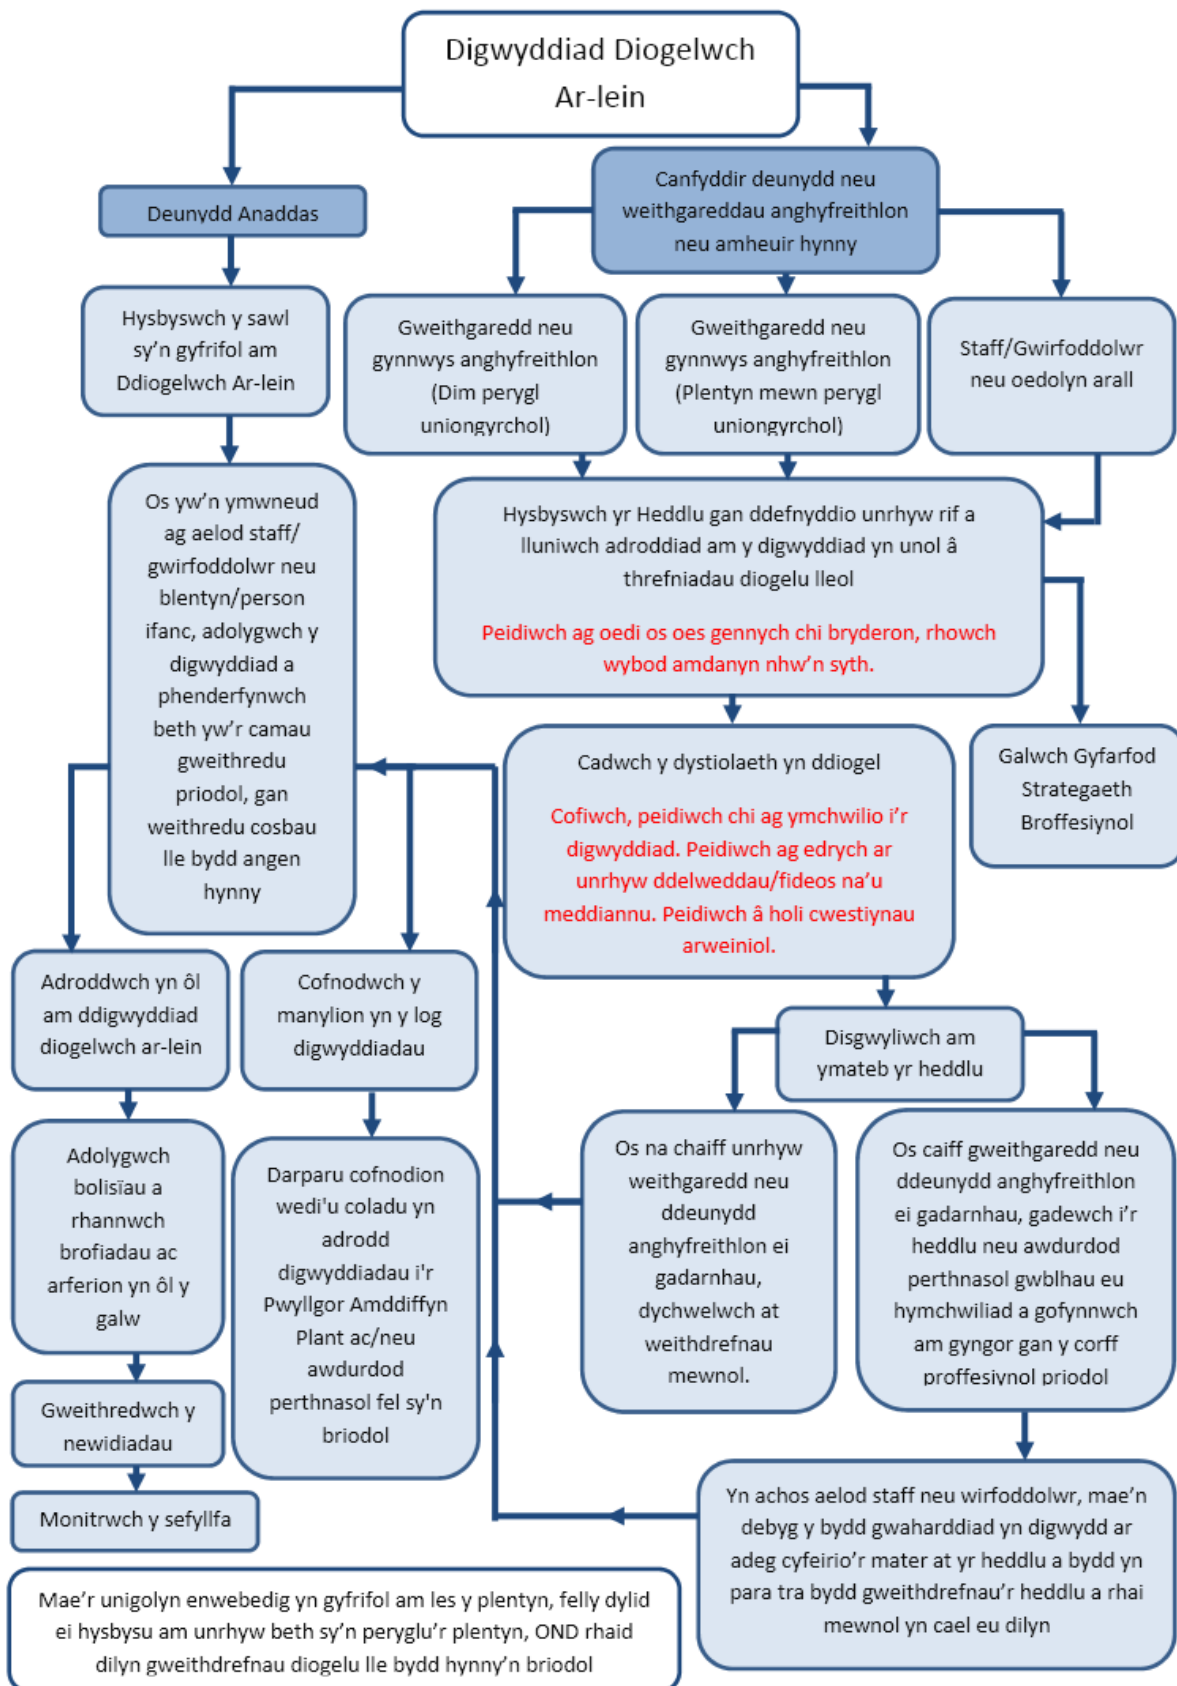 Digwyddiad Diogelwch
Ar-lein
Deunydd Anaddas
Canfyddir deunydd neu
weithgareddau anghyfreithlon
neu amheuir hynny
Hysbyswch y sawl
sy'n gyfrifol am
Ddiogelwch Ar-lein
Gweithgaredd neu
gynnwys anghyfreithlon
(Dim perygl
uniongyrchol)
Gweithgaredd neu
gynnwys anghyfreithlon
(Plentyn mewn perygl
uniongyrchol)
Staff/Gwirfoddolwr
neu oedolyn arall
Os yw'n ymwneud
ag aelod staff/
gwirfoddolwr neu
blentyn/person
ifanc, adolygwch y
digwyddiad a
phenderfynwch
beth yw'r camau
gweithredu
priodol, gan
weithredu cosbau
lle bydd angen
hynny
Hysbyswch yr Heddlu gan ddefnyddio unrhyw rif a
lluniwch adroddiad am y digwyddiad yn unol â
threfniadau diogelu lleol
Peidiwch ag oedi os oes gennych chi bryderon, rhowch
wybod amdanyn nhw'n syth.
Cadwch y dystiolaeth yn ddiogel
Cofiwch, peidiwch chi ag ymchwilio i'r
digwyddiad. Peidiwch ag edrych ar
unrhyw ddelweddau/fideos na'u
meddiannu. Peidiwch â holi cwestiynau
arweiniol.
Galwch Gyfarfod
Strategaeth
Broffesiynol
Adroddwch yn ôl
am ddigwyddiad
diogelwch ar-lein
Cofnodwch y
manylion yn y log
digwyddiadau
Disgwyliwch am
ymateb yr heddlu
Adolygwch
bolisïau a
rhannwch
brofiadau ac
arferion yn ôl y
galw
Darparu cofnodion
wedi'u coladu yn
adrodd
digwyddiadau i'r
Pwyllgor Amddiffyn
Plant ac/neu
awdurdod
perthnasol fel sy'n
briodol
Os na chaiff unrhyw
weithgaredd neu
ddeunydd
anghyfreithlon ei
gadarnhau,
dychwelwch at
weithdrefnau
mewnol.
Os caiff gweithgaredd neu
ddeunydd anghyfreithlon
ei gadarnhau, gadewch i'r
heddlu neu awdurdod
perthnasol gwblhau eu
hymchwiliad a gofynnwch
am gyngor gan y corff
proffesiynol priodol
Gweithredwch y
newidiadau
Monitrwch y sefyllfa
Yn achos aelod staff neu wirfoddolwr, mae'n
debyg y bydd gwaharddiad yn digwydd ar
adeg cyfeirio'r mater at yr heddlu a bydd yn
para tra bydd gweithdrefnau'r heddlu a rhai
mewnol yn cael eu dilyn
Mae'r unigolyn enwebedig yn gyfrifol am les y plentyn, felly dylid
ei hysbysu am unrhyw beth sy'n peryglu'r plentyn, OND rhaid
dilyn gweithdrefnau diogelu lle bydd hynny'n briodol